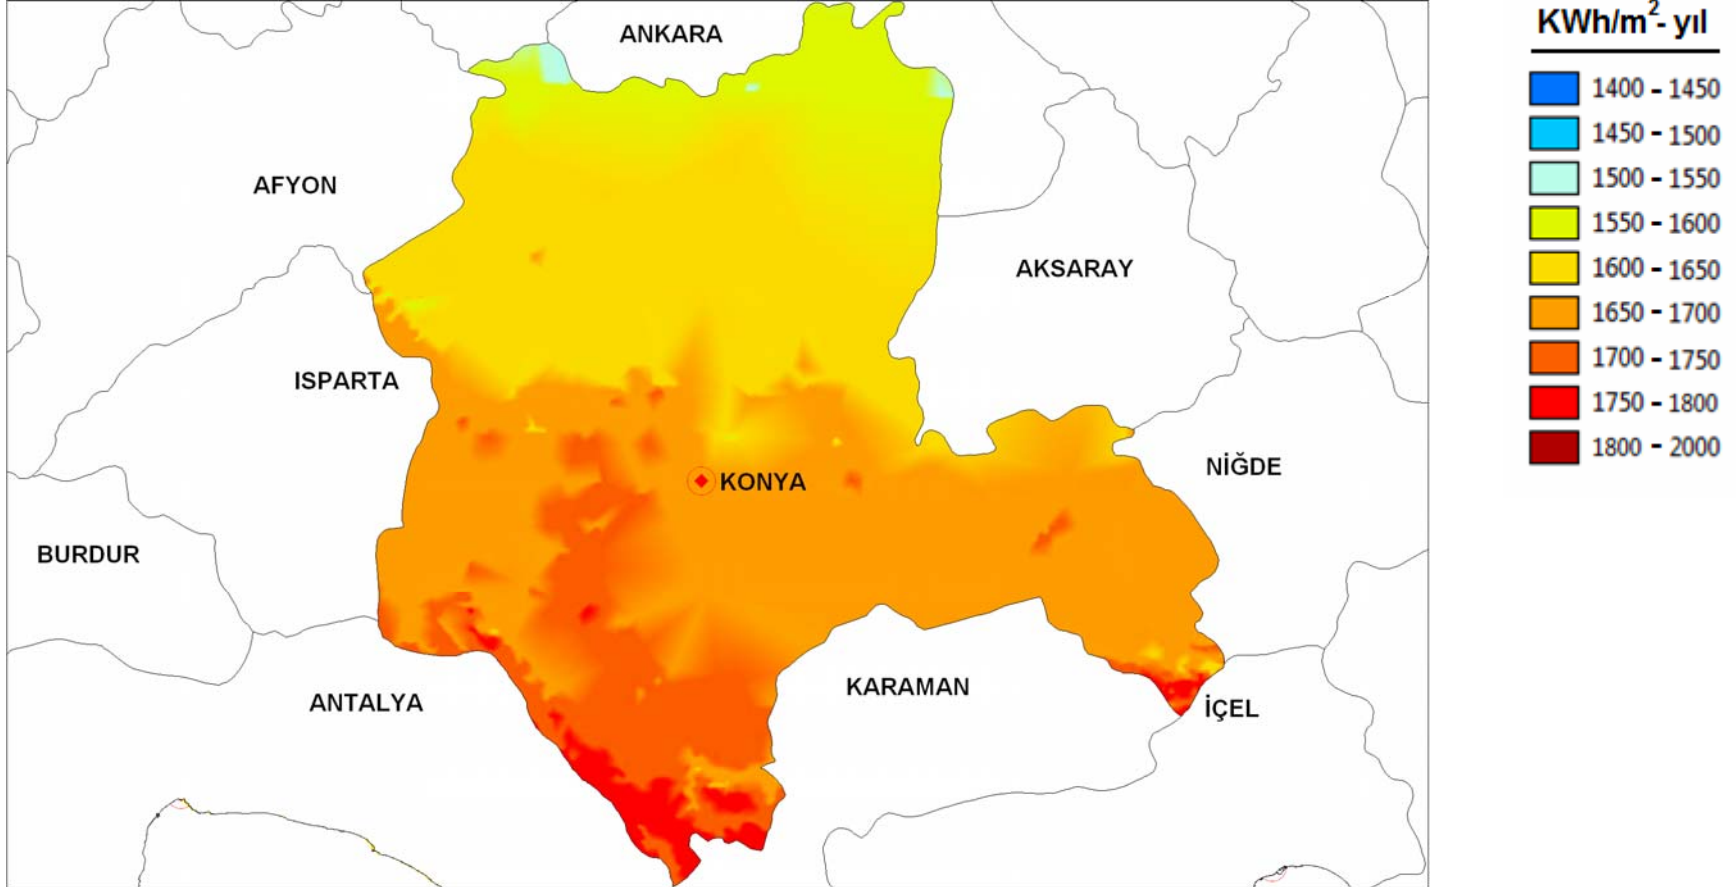 ANKARA
AFYON
AKSARAY
ISPARTA
NİĞDE
KONYA
BURDUR
KARAMAN
ANTALYA
İÇEL
KWh/m²- yıl
1400 - 1450
1450 - 1500
1500 - 1550
1550 - 1600
1600 - 1650
1650 - 1700
1700 - 1750
1750 - 1800
1800 - 2000